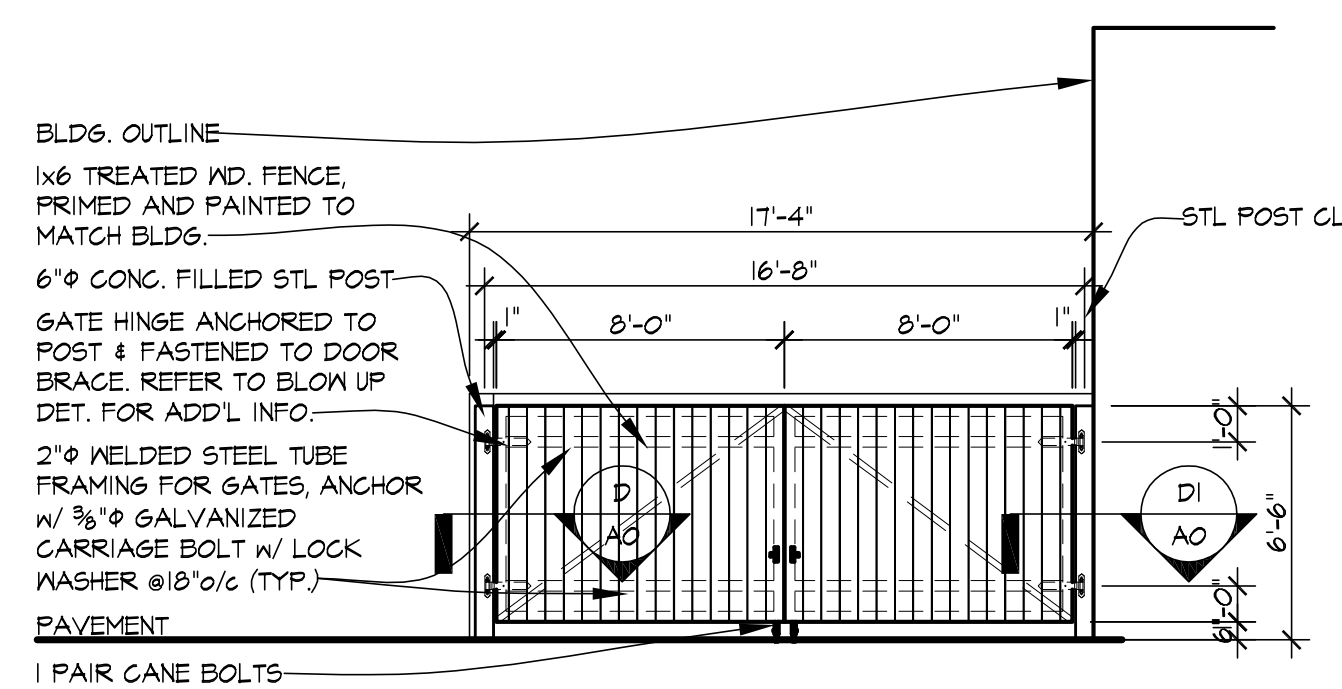 BLDG. OUTLINE
1x6 TREATED WD. FENCE,
PRIMED AND PAINTED TO
MATCH BLDG.
6"Φ CONC. FILLED STL POST
GATE HINGE ANCHORED TO
POST & FASTENED TO DOOR
BRACE. REFER TO BLOW UP
DET. FOR ADD'L INFO.
2"Φ WELDED STEEL TUBE
FRAMING FOR GATES, ANCHOR
w/ ⅜"Φ GALVANIZED
CARRIAGE BOLT w/ LOCK
WASHER @18"o/c (TYP.)
PAVEMENT
1 PAIR CANE BOLTS
17'-4"
STL POST CL
16'-8"
1"
8'-0"
8'-0"
1"
D
A0
D1
A0
1'-0"
6'-6"
1'-0"
6"